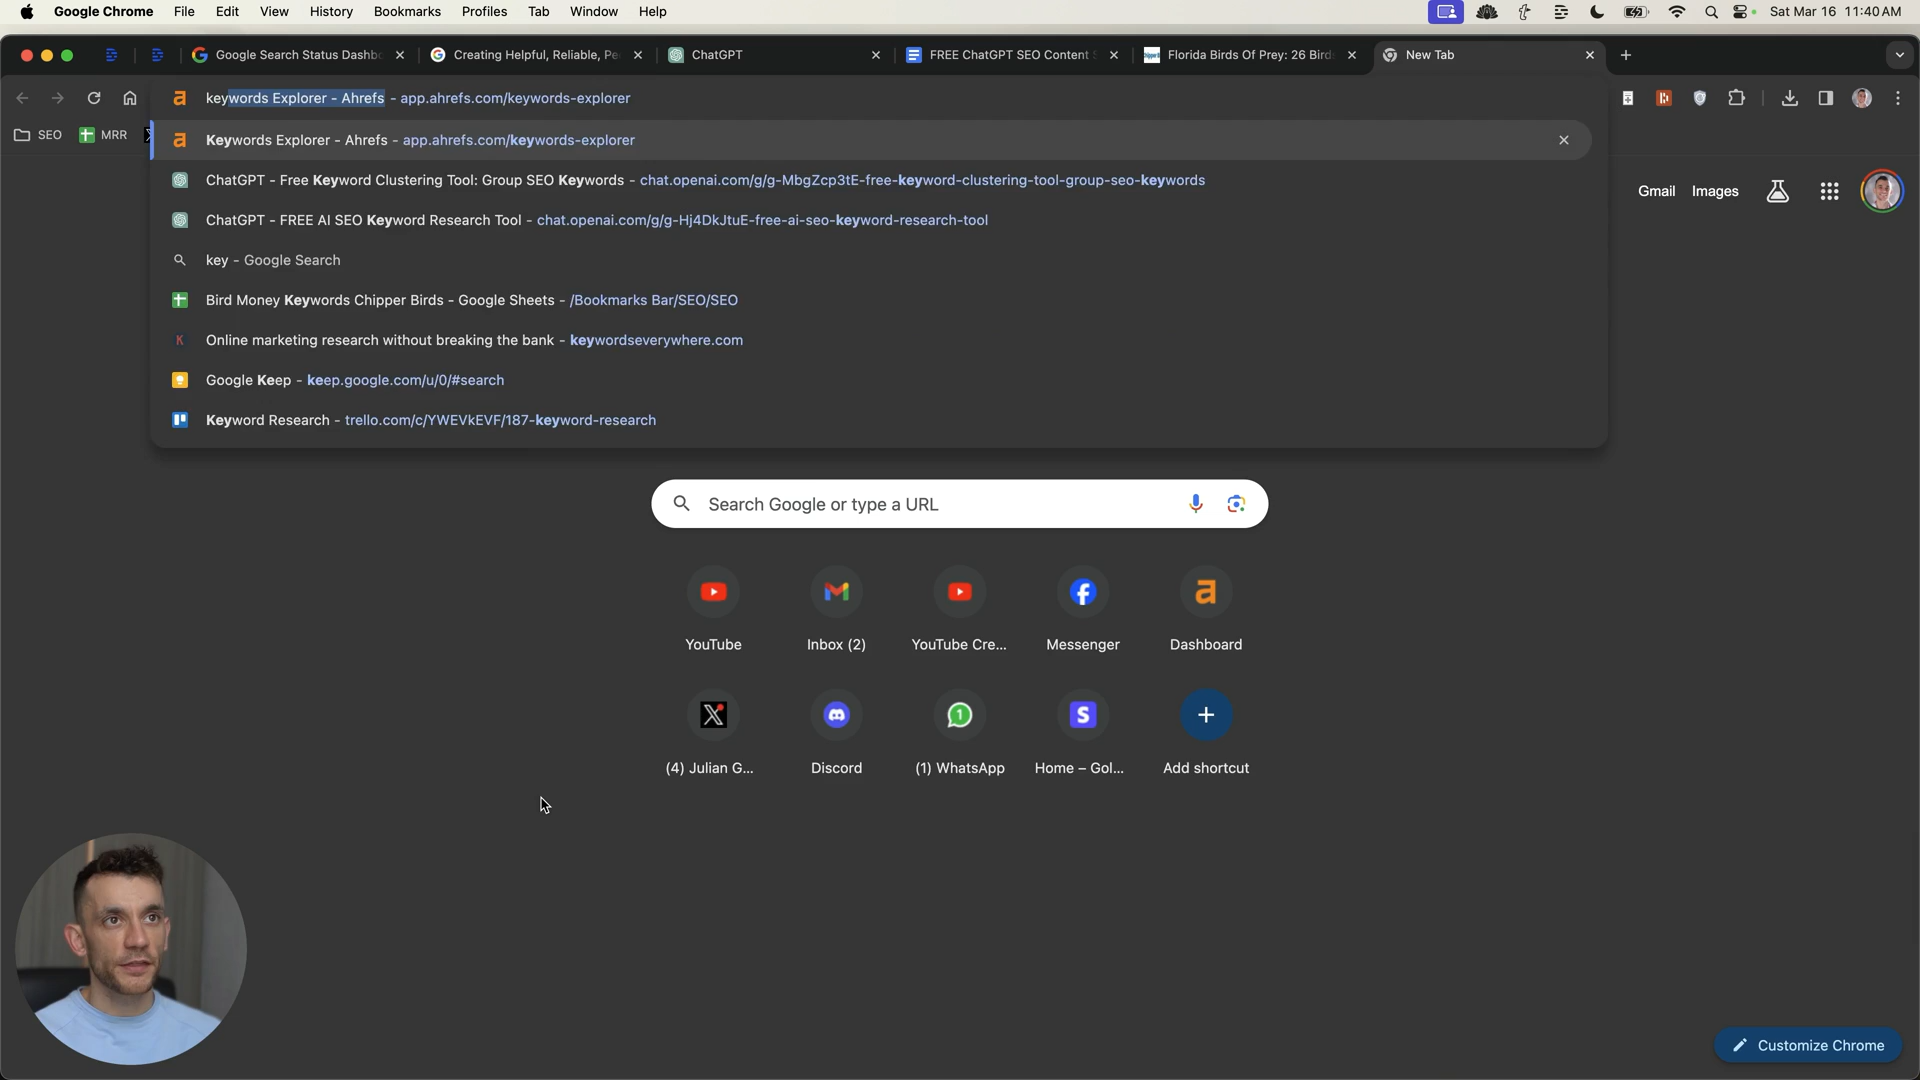 Google Chrome File Edit View History Bookmarks Profiles Tab Window Help Sat Mar 16 11:40 AM
Google Search Status Dashbo Creating Helpful, Reliable, Pe ChatGPT FREE ChatGPT SEO Content S Florida Birds Of Prey: 26 Birds New Tab
keywords Explorer - Ahrefs - app.ahrefs.com/keywords-explorer
SEO MRR
Keywords Explorer - Ahrefs - app.ahrefs.com/keywords-explorer
ChatGPT - Free Keyword Clustering Tool: Group SEO Keywords - chat.openai.com/g/g-MbgZcp3tE-free-keyword-clustering-tool-group-seo-keywords
Gmail Images
ChatGPT - FREE AI SEO Keyword Research Tool - chat.openai.com/g/g-Hj4DkJtuE-free-ai-seo-keyword-research-tool
key - Google Search
Bird Money Keywords Chipper Birds - Google Sheets - /Bookmarks Bar/SEO/SEO
Online marketing research without breaking the bank - keywordseverywhere.com
Google Keep - keep.google.com/u/0/#search
Keyword Research - trello.com/c/YWEVkEVF/187-keyword-research
Search Google or type a URL
YouTube Inbox (2) YouTube Cre... Messenger Dashboard
(4) Julian G... Discord (1) WhatsApp Home – Gol... Add shortcut
Customize Chrome